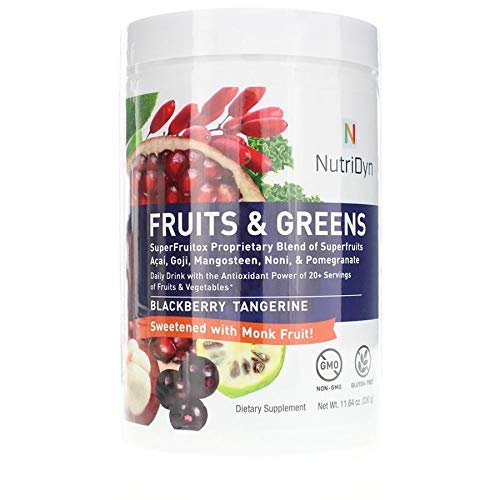 NutriDyn
FRUITS & GREENS
SuperFruitox Proprietary Blend of Superfruits
Açai, Goji, Mangosteen, Noni, & Pomegranate
Daily Drink with the Antioxidant Power of 20+ Servings
of Fruits & Vegetables*
BLACKBERRY TANGERINE
Sweetened with Monk Fruit!
GMO
NON-GMO
GLUTEN-FREE
Dietary Supplement
Net Wt. 11.64 oz.